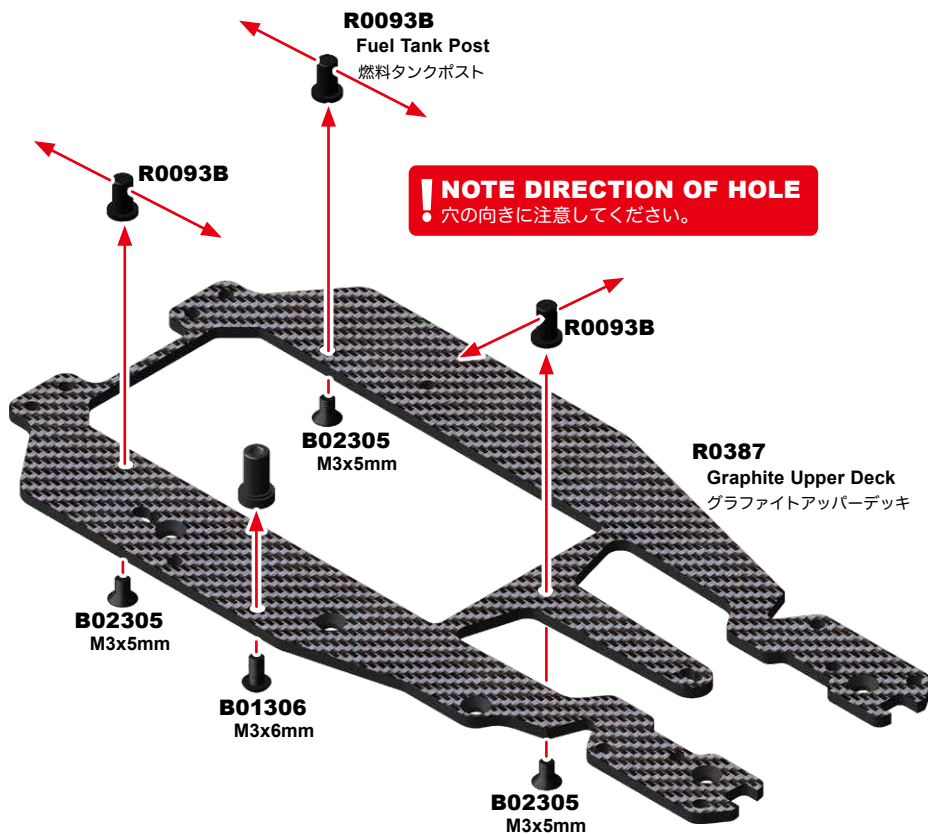 R0093B
Fuel Tank Post
燃料タンクポスト
R0093B
! NOTE DIRECTION OF HOLE
穴の向きに注意してください。
R0093B
B02305
M3x5mm
R0387
Graphite Upper Deck
グラファイトアッパーデッキ
B02305
M3x5mm
B01306
M3x6mm
B02305
M3x5mm